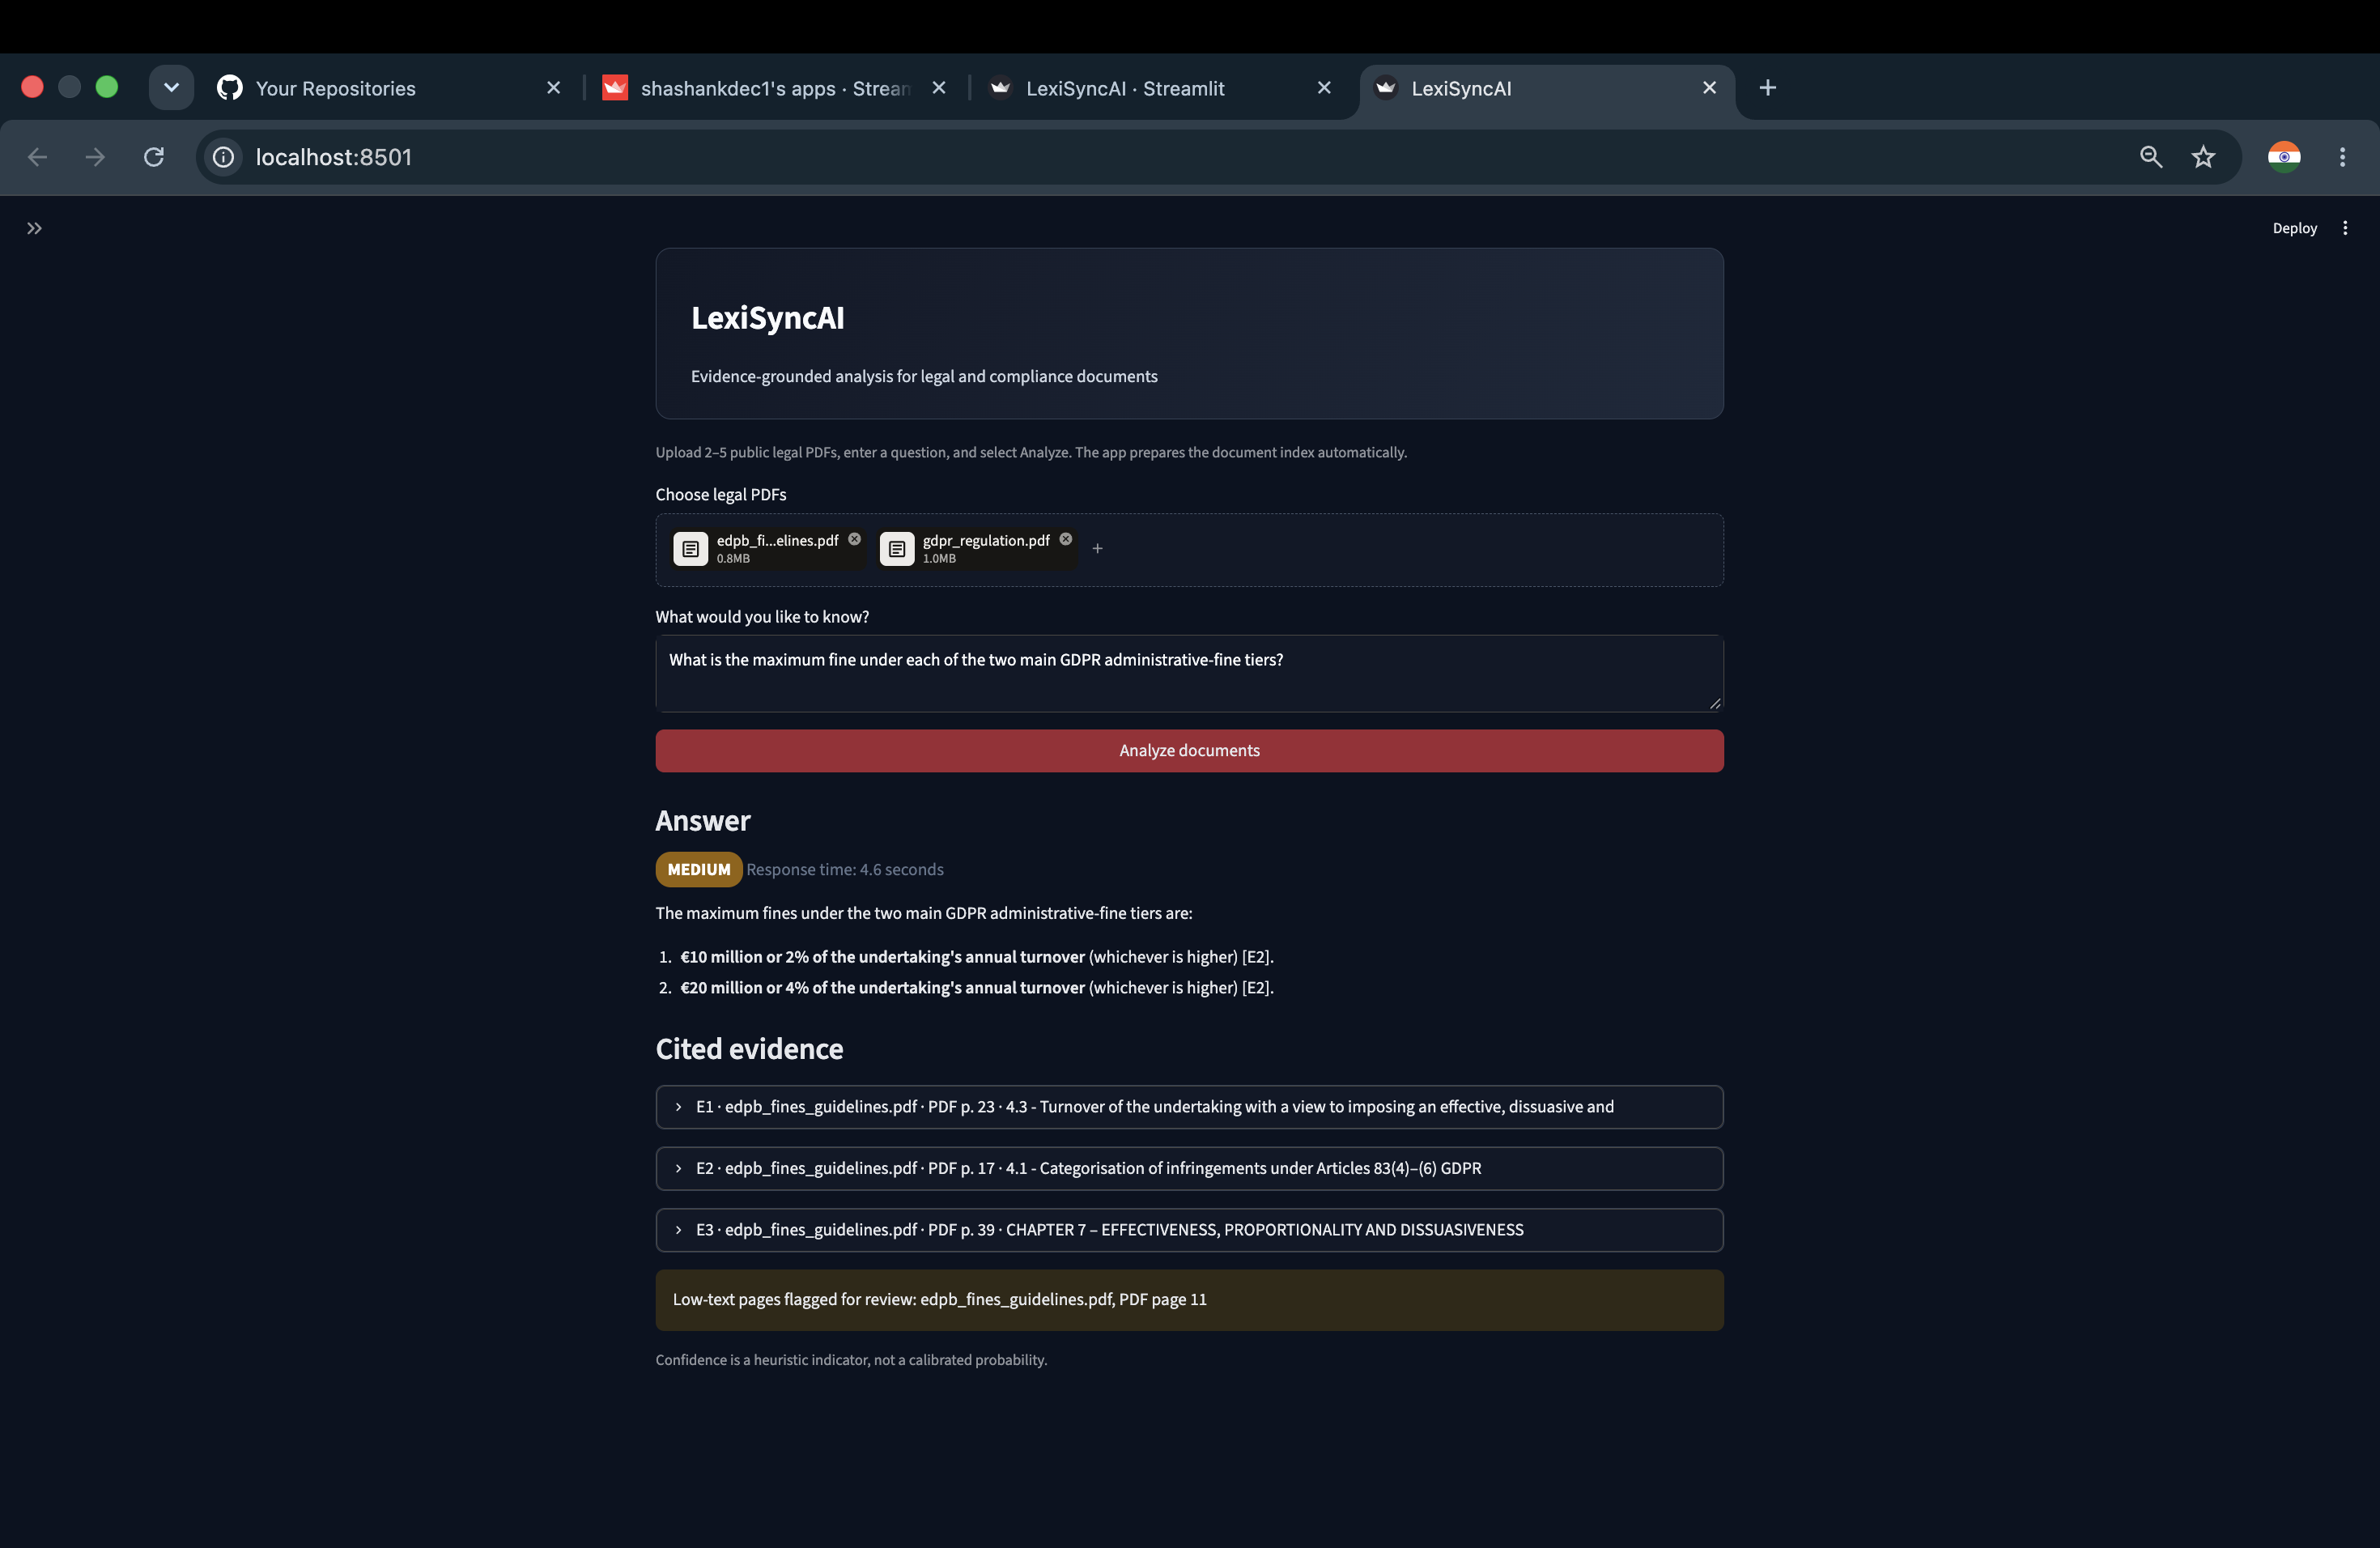 Your Repositories
shashankdec1's apps · Strean
LexiSyncAI · Streamlit
LexiSyncAI
localhost:8501
Deploy
LexiSyncAI
Evidence-grounded analysis for legal and compliance documents
Upload 2–5 public legal PDFs, enter a question, and select Analyze. The app prepares the document index automatically.
Choose legal PDFs
edpb_fi...elines.pdf
0.8MB
gdpr_regulation.pdf
1.0MB
What would you like to know?
What is the maximum fine under each of the two main GDPR administrative-fine tiers?
Analyze documents
Answer
MEDIUM Response time: 4.6 seconds
The maximum fines under the two main GDPR administrative-fine tiers are:
1. €10 million or 2% of the undertaking's annual turnover (whichever is higher) [E2].
2. €20 million or 4% of the undertaking's annual turnover (whichever is higher) [E2].
Cited evidence
E1 · edpb_fines_guidelines.pdf · PDF p. 23 · 4.3 - Turnover of the undertaking with a view to imposing an effective, dissuasive and
E2 · edpb_fines_guidelines.pdf · PDF p. 17 · 4.1 - Categorisation of infringements under Articles 83(4)–(6) GDPR
E3 · edpb_fines_guidelines.pdf · PDF p. 39 · CHAPTER 7 – EFFECTIVENESS, PROPORTIONALITY AND DISSUASIVENESS
Low-text pages flagged for review: edpb_fines_guidelines.pdf, PDF page 11
Confidence is a heuristic indicator, not a calibrated probability.